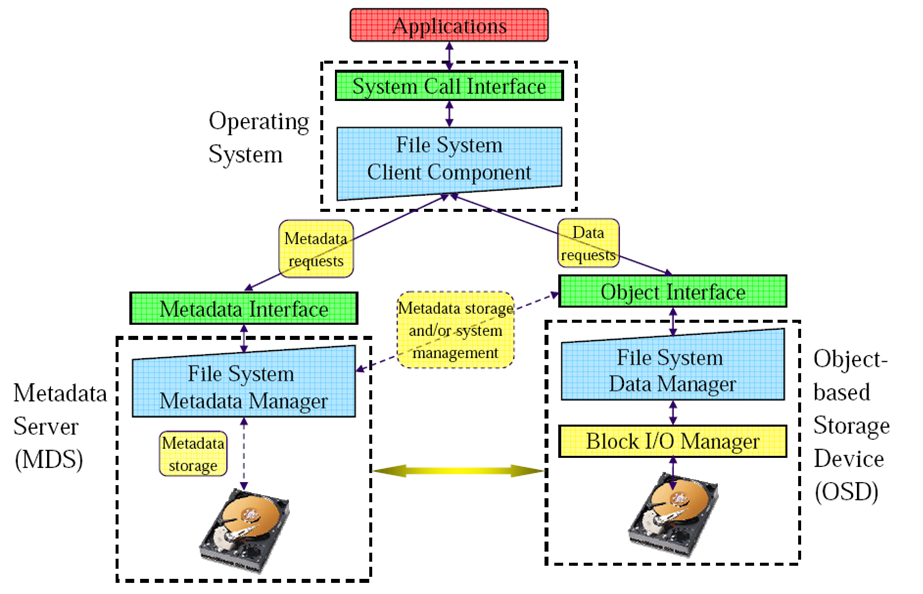 Applications
System Call Interface
Operating
System
File System
Client Component
Metadata
requests
Data
requests
Metadata Interface
Metadata storage
and/or system
management
Object Interface
Metadata
Server
(MDS)
File System
Metadata Manager
File System
Data Manager
Object-
based
Storage
Device
(OSD)
Metadata
storage
Block I/O Manager